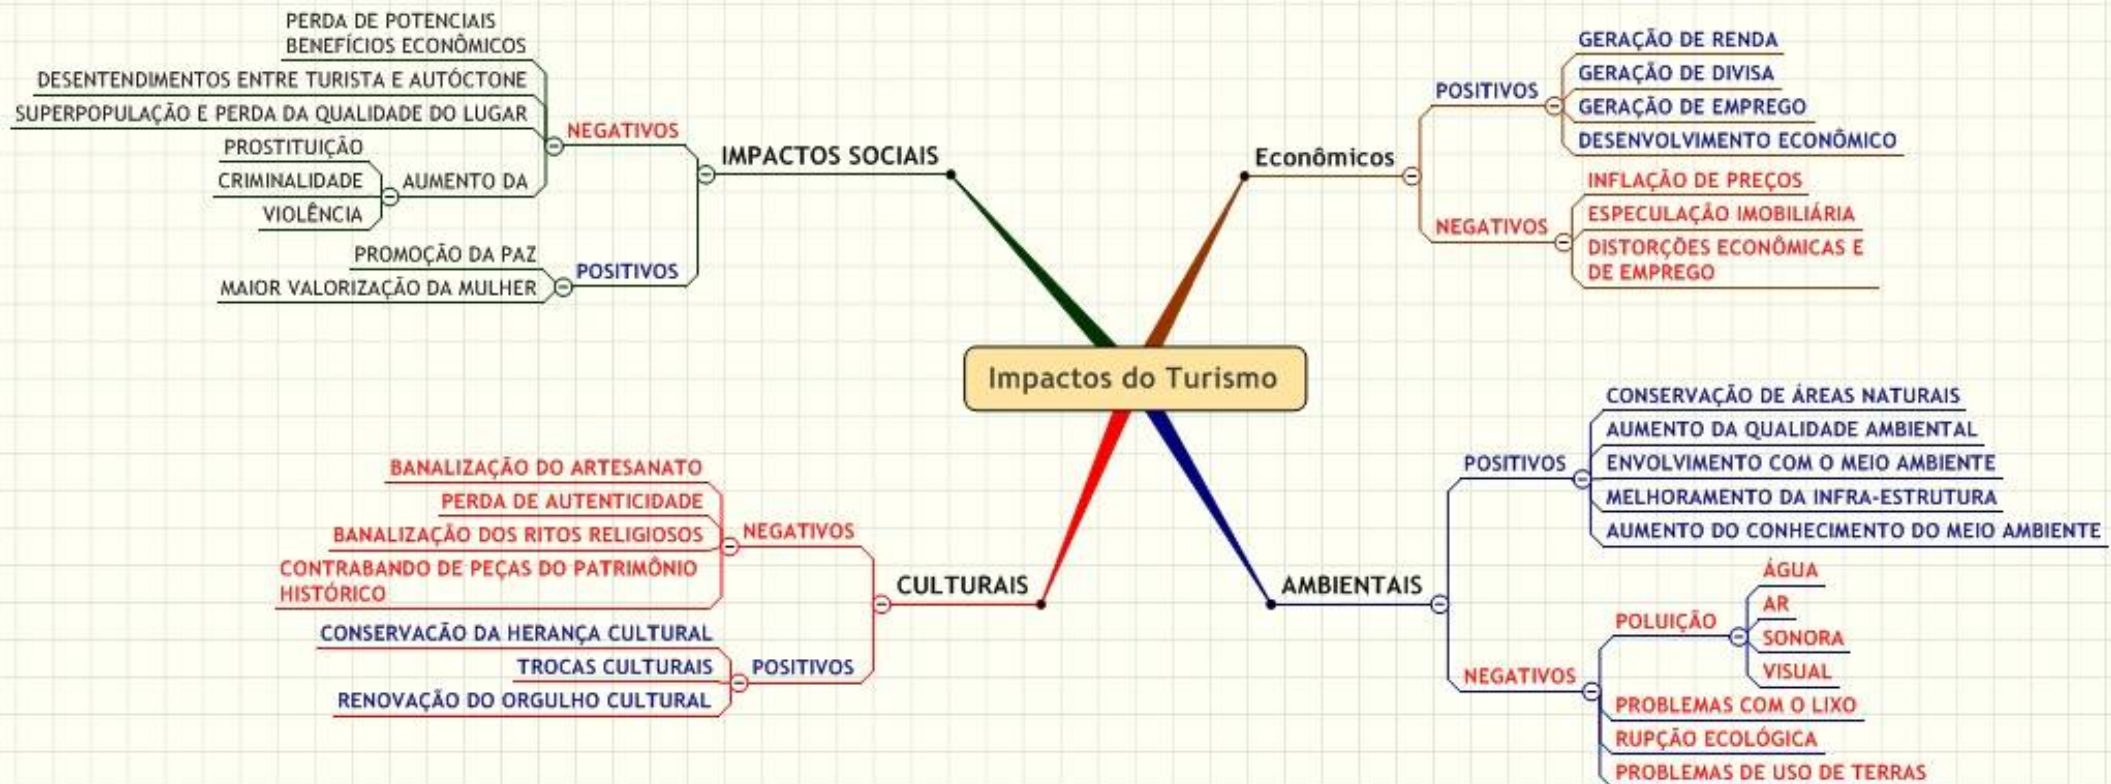 PERDA DE POTENCIAIS
BENEFÍCIOS ECONÔMICOS
DESENTENDIMENTOS ENTRE TURISTA E AUTÓCTONE
SUPERPOPULAÇÃO E PERDA DA QUALIDADE DO LUGAR
NEGATIVOS
PROSTITUIÇÃO
CRIMINALIDADE
VIOLÊNCIA
AUMENTO DA
IMPACTOS SOCIAIS
PROMOÇÃO DA PAZ
MAIOR VALORIZAÇÃO DA MULHER
POSITIVOS
Econômicos
POSITIVOS
GERAÇÃO DE RENDA
GERAÇÃO DE DIVISA
GERAÇÃO DE EMPREGO
DESENVOLVIMENTO ECONÔMICO
NEGATIVOS
INFLAÇÃO DE PREÇOS
ESPECULAÇÃO IMOBILIÁRIA
DISTORÇÕES ECONÔMICAS E
DE EMPREGO
Impactos do Turismo
BANALIZAÇÃO DO ARTESANATO
PERDA DE AUTENTICIDADE
BANALIZAÇÃO DOS RITOS RELIGIOSOS
CONTRABANDO DE PEÇAS DO PATRIMÔNIO
HISTÓRICO
NEGATIVOS
CULTURAIS
CONSERVACÃO DA HERANÇA CULTURAL
TROCAS CULTURAIS
RENOVAÇÃO DO ORGULHO CULTURAL
POSITIVOS
AMBIENTAIS
POSITIVOS
CONSERVAÇÃO DE ÁREAS NATURAIS
AUMENTO DA QUALIDADE AMBIENTAL
ENVOLVIMENTO COM O MEIO AMBIENTE
MELHORAMENTO DA INFRA-ESTRUTURA
AUMENTO DO CONHECIMENTO DO MEIO AMBIENTE
NEGATIVOS
POLUIÇÃO
ÁGUA
AR
SONORA
VISUAL
PROBLEMAS COM O LIXO
RUPÇÃO ECOLÓGICA
PROBLEMAS DE USO DE TERRAS